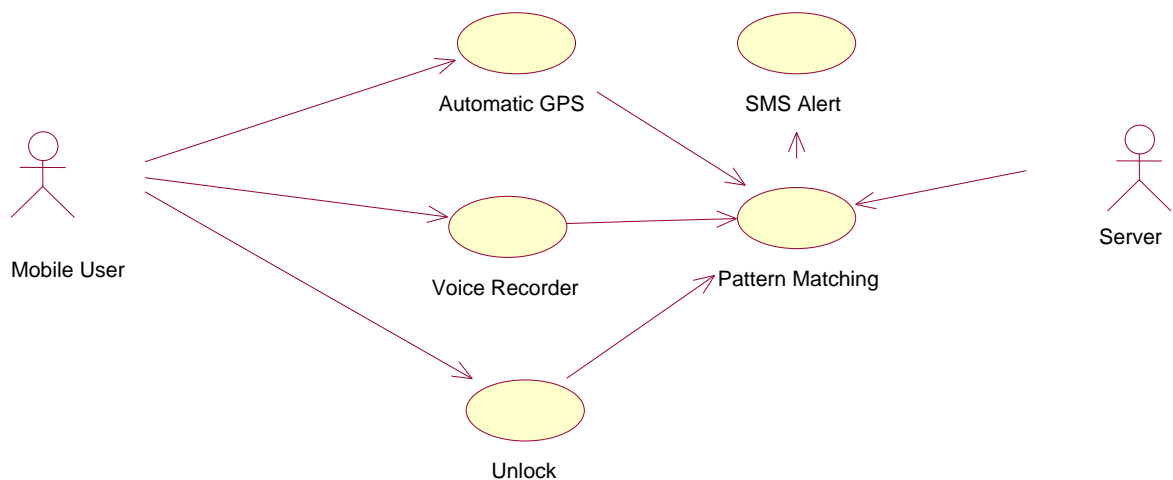 Automatic GPS
SMS Alert
Mobile User
Voice Recorder
Pattern Matching
Server
Unlock